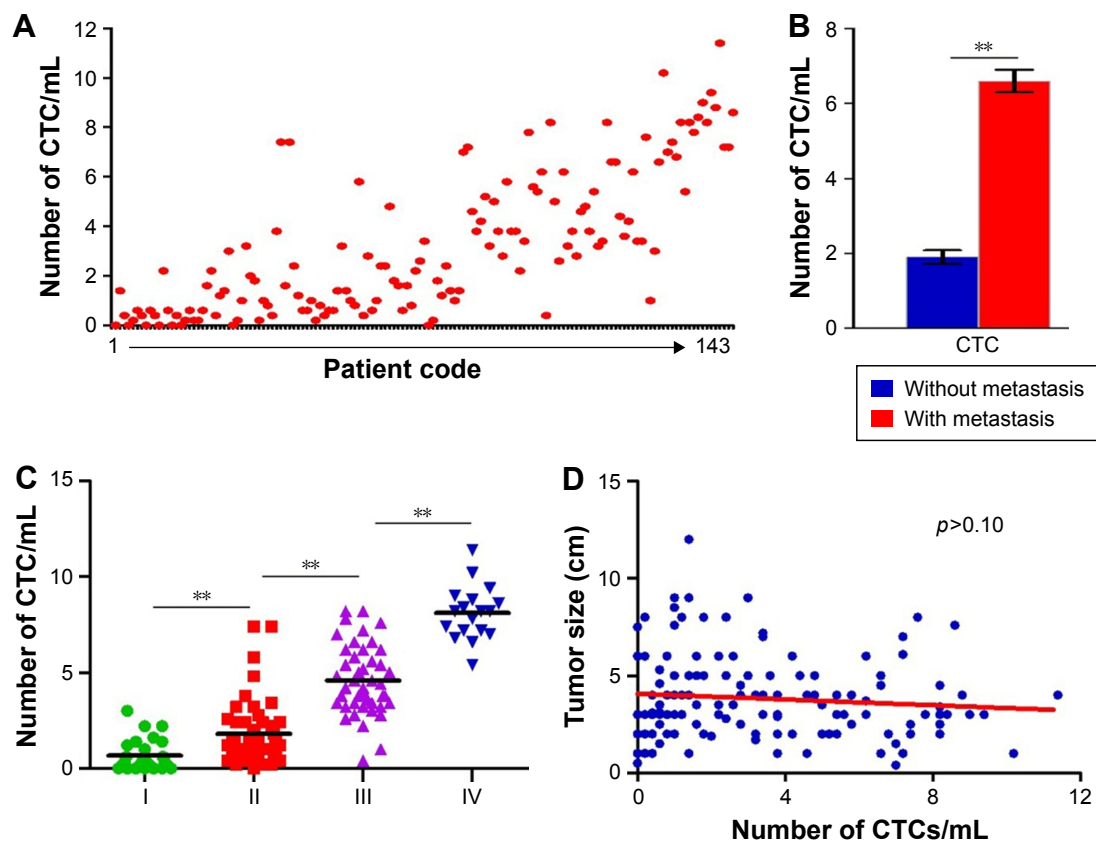 A
Number of CTC/mL
12
10
8
6
4
2
0
1
143
Patient code
B
Number of CTC/mL
8
6
4
2
0
**
CTC
Without metastasis
With metastasis
C
Number of CTC/mL
15
10
5
0
**
**
**
I II III IV
D
Tumor size (cm)
15
10
5
0
p>0.10
0 4 8 12
Number of CTCs/mL